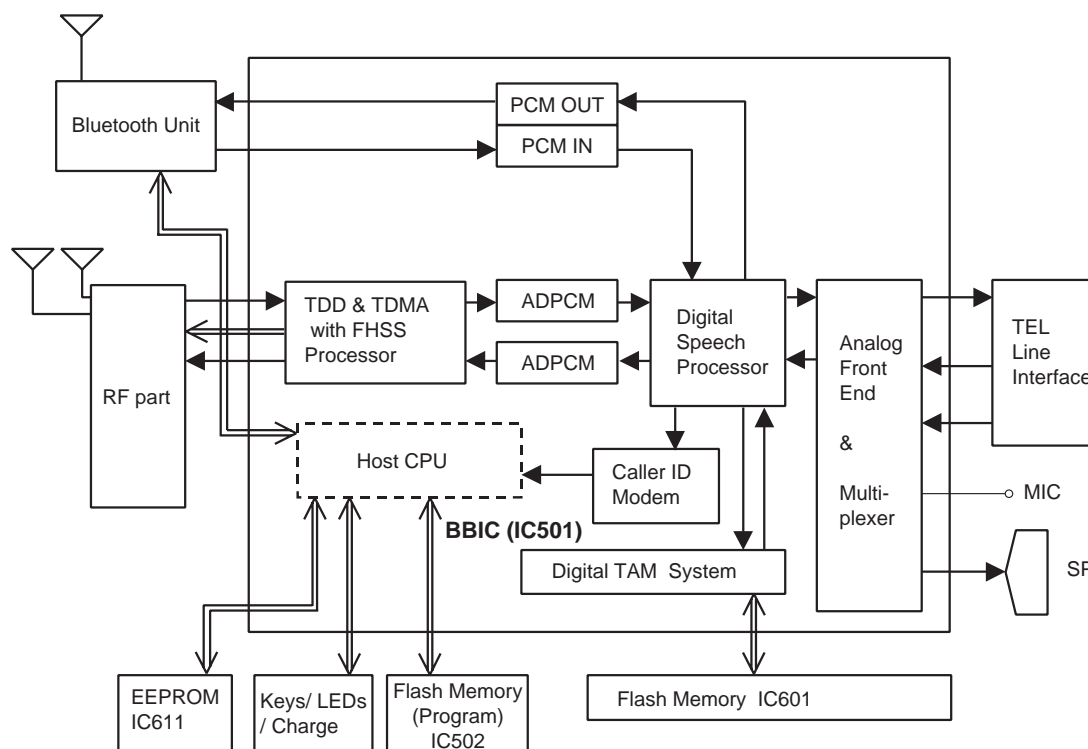 PCM OUT
PCM IN
Bluetooth Unit
TDD & TDMA
with FHSS
Processor
ADPCM
ADPCM
Digital
Speech
Processor
Analog
Front
End
&
Multi-
plexer
TEL
Line
Interface
RF part
Host CPU
Caller ID
Modem
MIC
BBIC (IC501)
Digital TAM System
SP
EEPROM
IC611
Keys/ LEDs
/ Charge
Flash Memory
(Program)
IC502
Flash Memory IC601